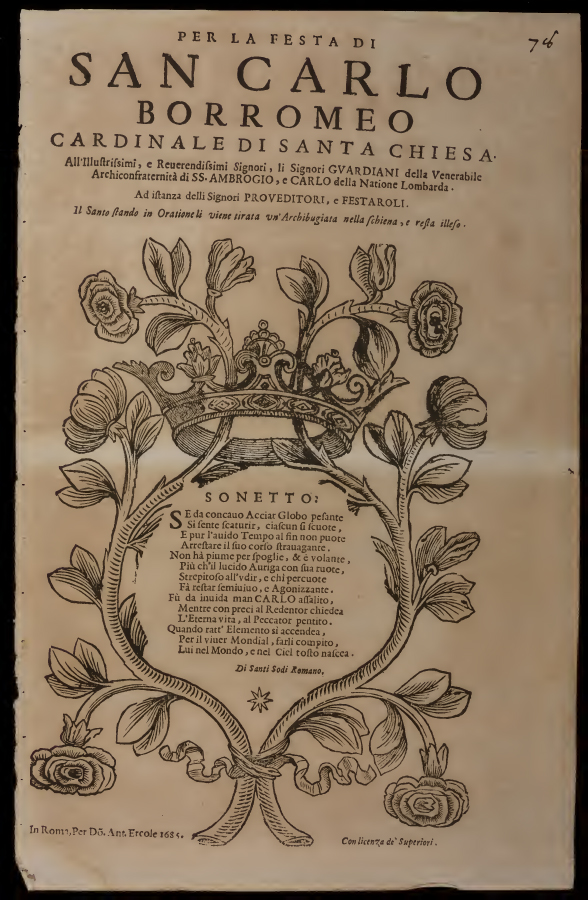 PER LA FESTA DI
76
SAN CARLO
BORROMEO
CARDINALE DI SANTA CHIESA.
All'Illuſtriſsimi, e Reuerendiſsimi Signori, li Signori GVARDIANI della Venerabile
Archiconfraternità di SS. AMBROGIO, e CARLO della Natione Lombarda.
Ad iſtanza delli Signori PROVEDITORI, e FESTAROLI.
Il Santo ſtando in Oratione li viene tirata vn'Archibugiata nella ſchiena, e reſta illeſo.
SONETTO:
SE da concauo Acciar Globo peſante
Si ſente ſcaturir, ciaſcun ſi ſcuote,
E pur l'auido Tempo al fin non puote
Arreſtare il ſuo corſo ſtrauagante.
Non hà piume per ſpoglie, & è volante,
Più ch'il lucido Auriga con ſua ruote,
Strepitoſo all'vdir, e chi percuote
Fà reſtar ſemiuiuo, e Agonizzante.
Fù da inuida man CARLO aſſalito,
Mentre con preci al Redentor chiedea
L'Eterna vita, al Peccator pentito.
Quando ratt' Elemento si accendea,
Per il viuer Mondial, farli compito,
Lui nel Mondo, e nel Ciel toſto naſcea.
Di Santi Sodi Romano.
In Roma, Per Dõ. Ant. Ercole 1685.
Con licenza de' Superiori.